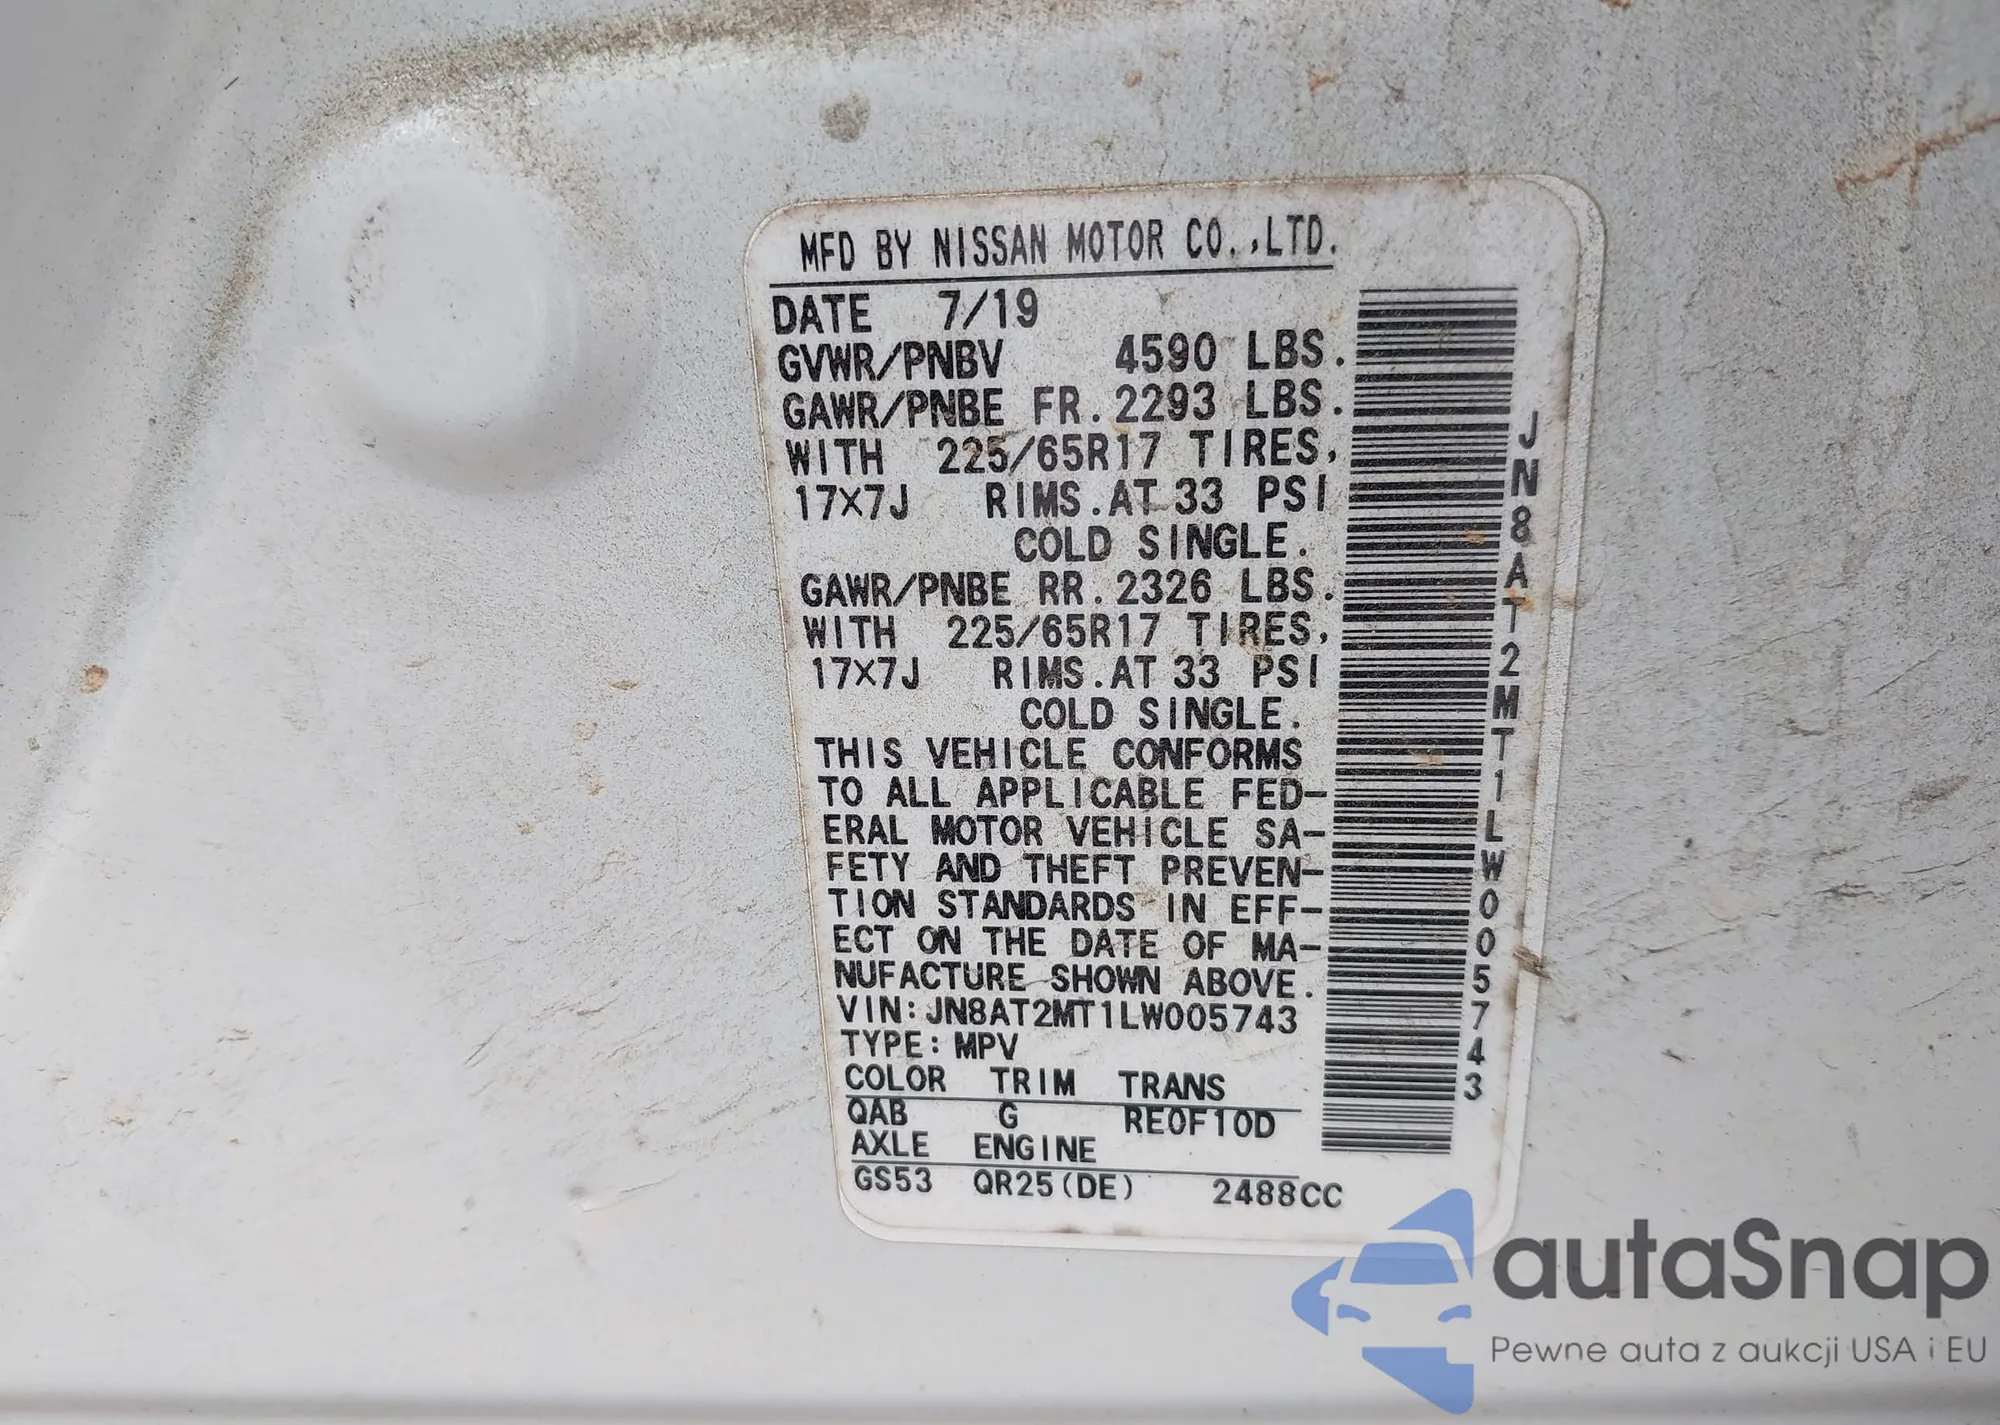 MFD BY NISSAN MOTOR CO.,LTD.
DATE 7/19
GVWR/PNBV 4590 LBS.
GAWR/PNBE FR. 2293 LBS.
WITH 225/65R17 TIRES,
17X7J RIMS.AT 33 PSI
COLD SINGLE.
GAWR/PNBE RR. 2326 LBS.
WITH 225/65R17 TIRES,
17X7J RIMS.AT 33 PSI
COLD SINGLE.
THIS VEHICLE CONFORMS
TO ALL APPLICABLE FED-
ERAL MOTOR VEHICLE SA-
FETY AND THEFT PREVEN-
TION STANDARDS IN EFF-
ECT ON THE DATE OF MA-
NUFACTURE SHOWN ABOVE.
VIN:JN8AT2MT1LW005743
TYPE:MPV
COLOR TRIM TRANS
QAB G RE0F10D
AXLE ENGINE
GS53 QR25(DE) 2488CC
JN8AT2MT1LW005743
autaSnap
Pewne auta z aukcji USA i EU